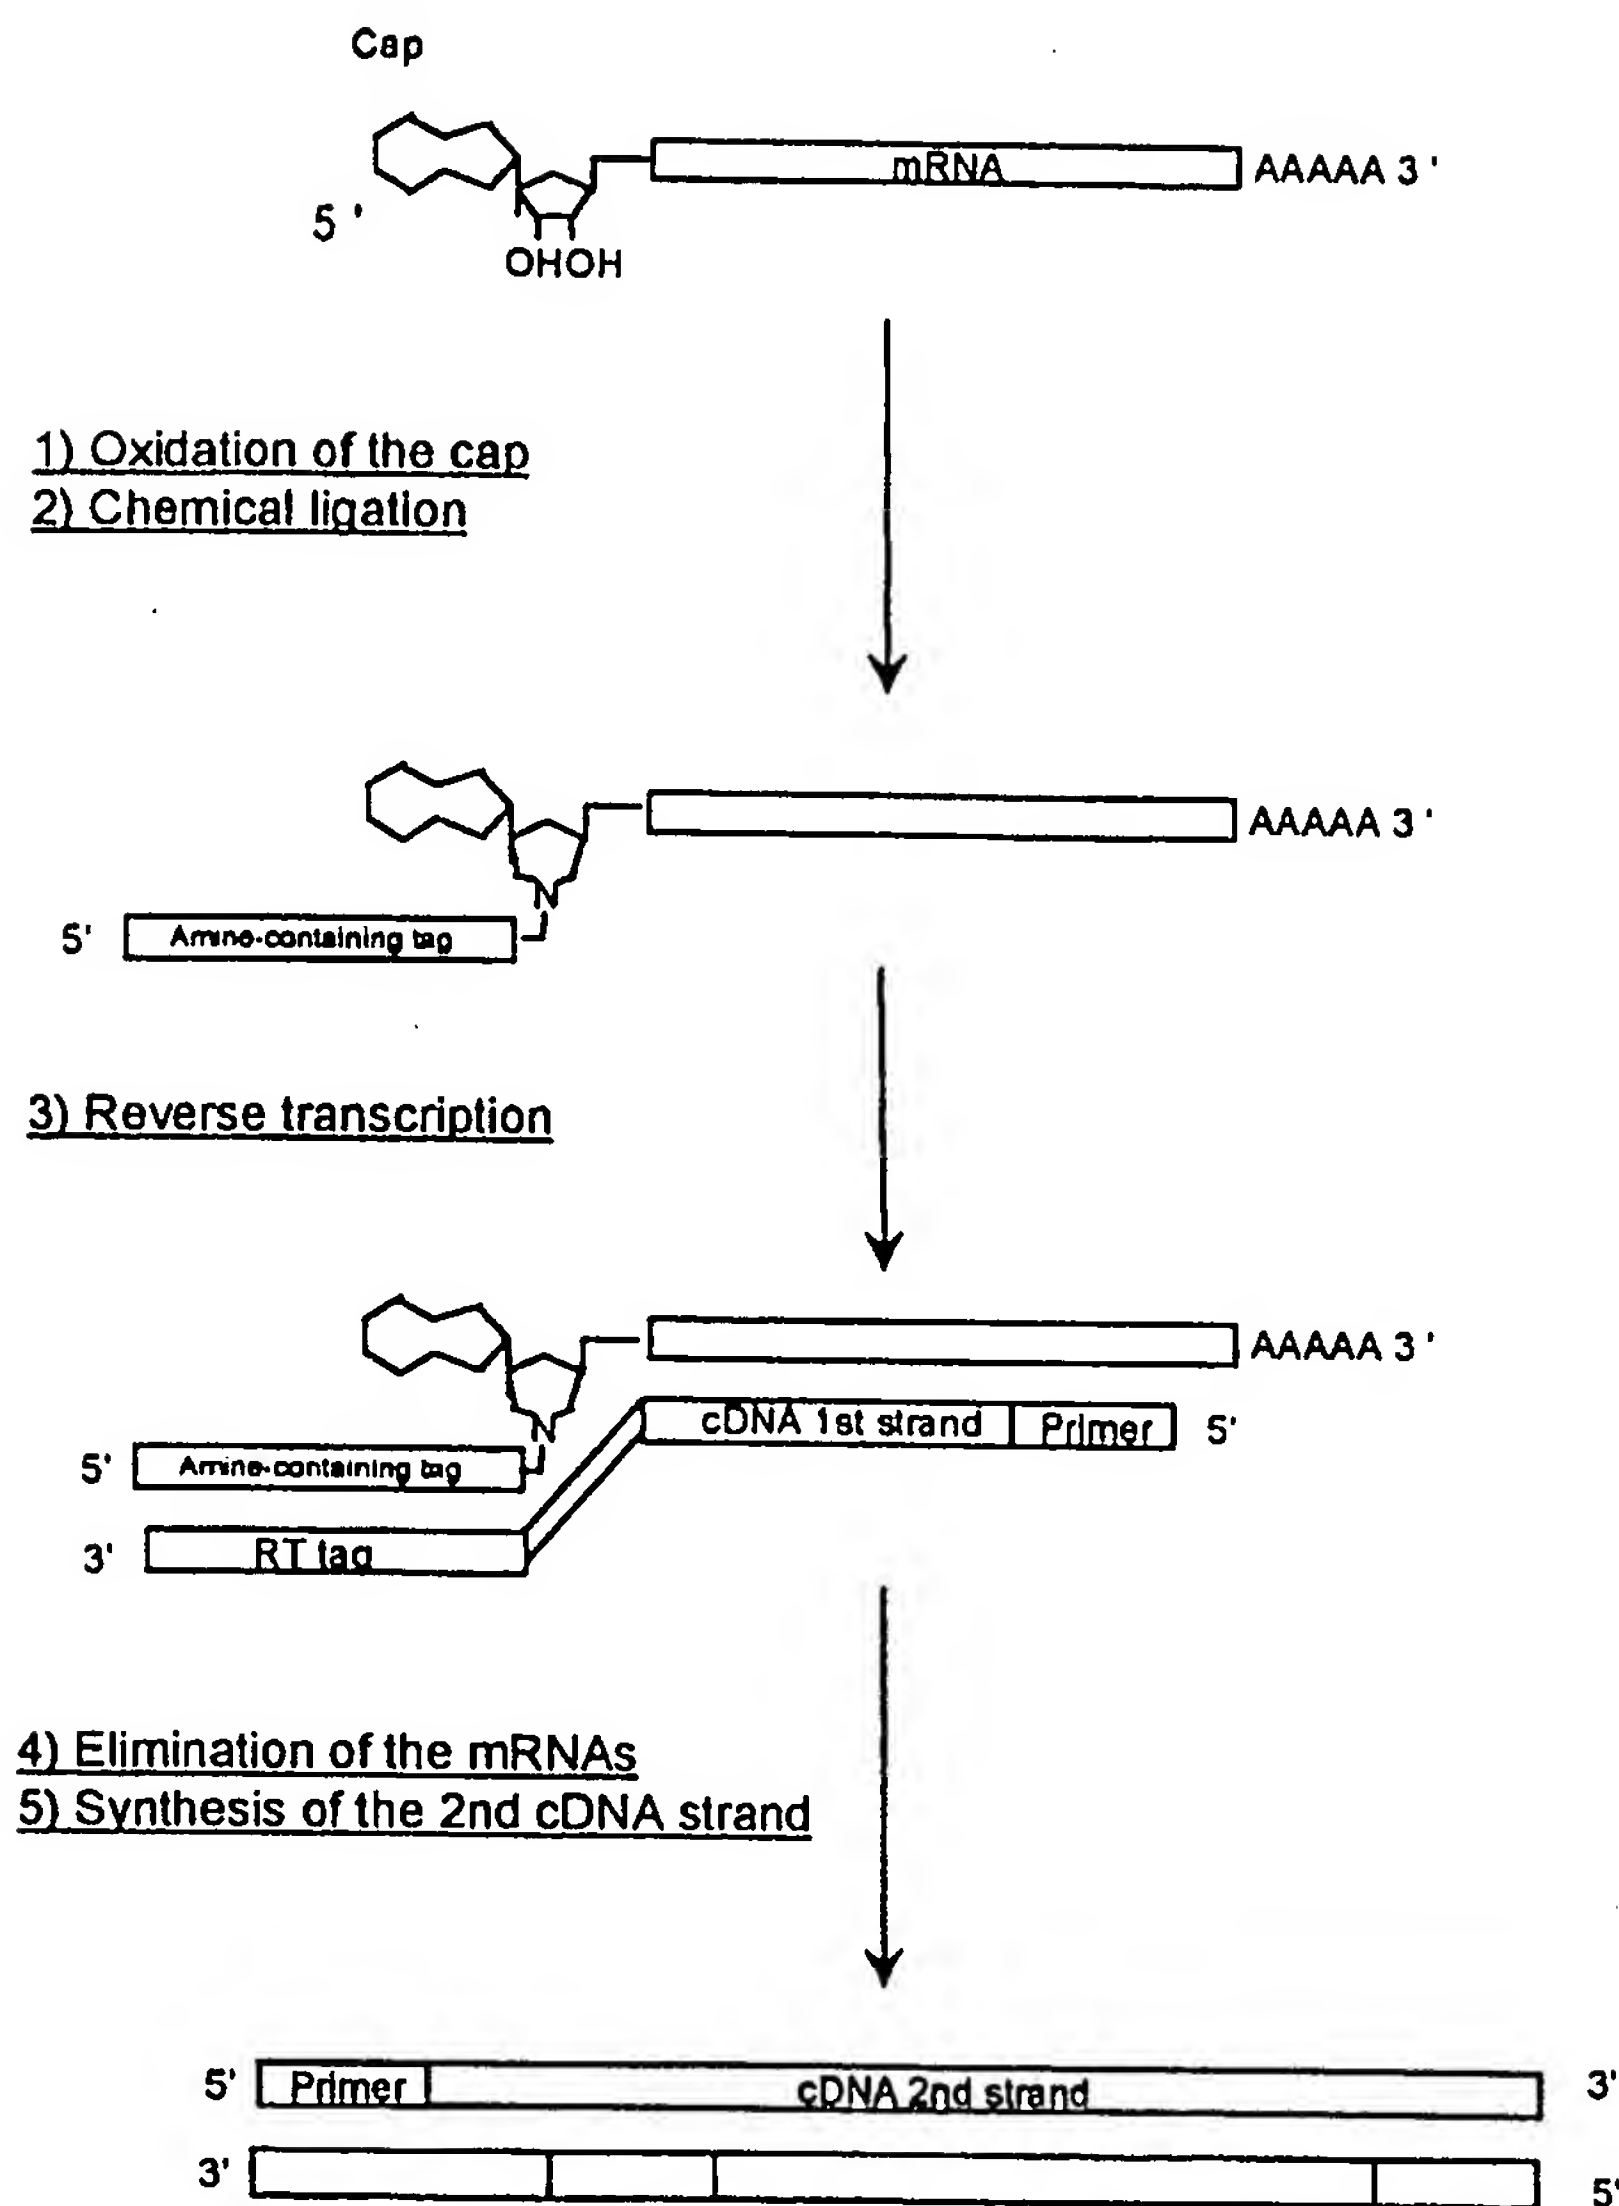 Cap
mRNA
AAAAA 3 '
5 '
OHOH
1) Oxidation of the cap
2) Chemical ligation
AAAAA 3 '
N
5' Amine-containing tag
3) Reverse transcription
AAAAA 3 '
cDNA 1st strand Primer 5'
N
5' Amine-containing tag
3' RT tag
4) Elimination of the mRNAs
5) Synthesis of the 2nd cDNA strand
5' Primer cDNA 2nd strand 3'
3' 5'